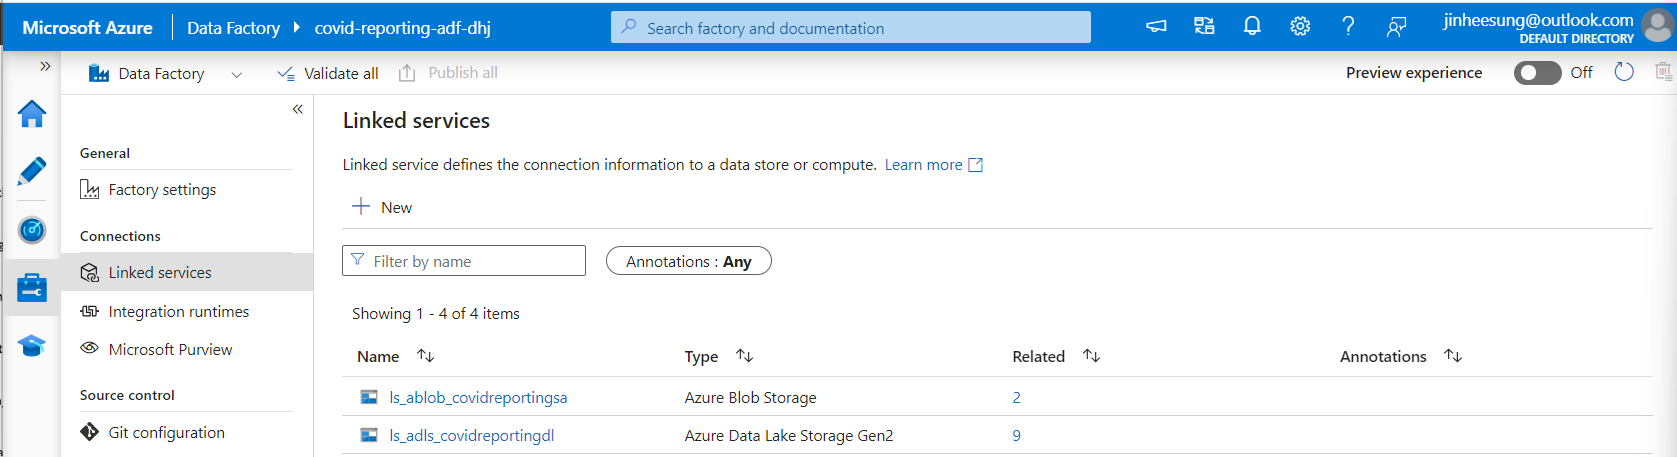 Microsoft Azure Data Factory covid-reporting-adf-dhj Search factory and documentation jinheesung@outlook.com
DEFAULT DIRECTORY
Data Factory Validate all Publish all Preview experience Off
General
Factory settings
Connections
Linked services
Integration runtimes
Microsoft Purview
Source control
Git configuration
Linked services
Linked service defines the connection information to a data store or compute. Learn more
New
Filter by name Annotations : Any
Showing 1 - 4 of 4 items
Name Type Related Annotations
ls_ablob_covidreportingsa Azure Blob Storage 2
ls_adls_covidreportingdl Azure Data Lake Storage Gen2 9